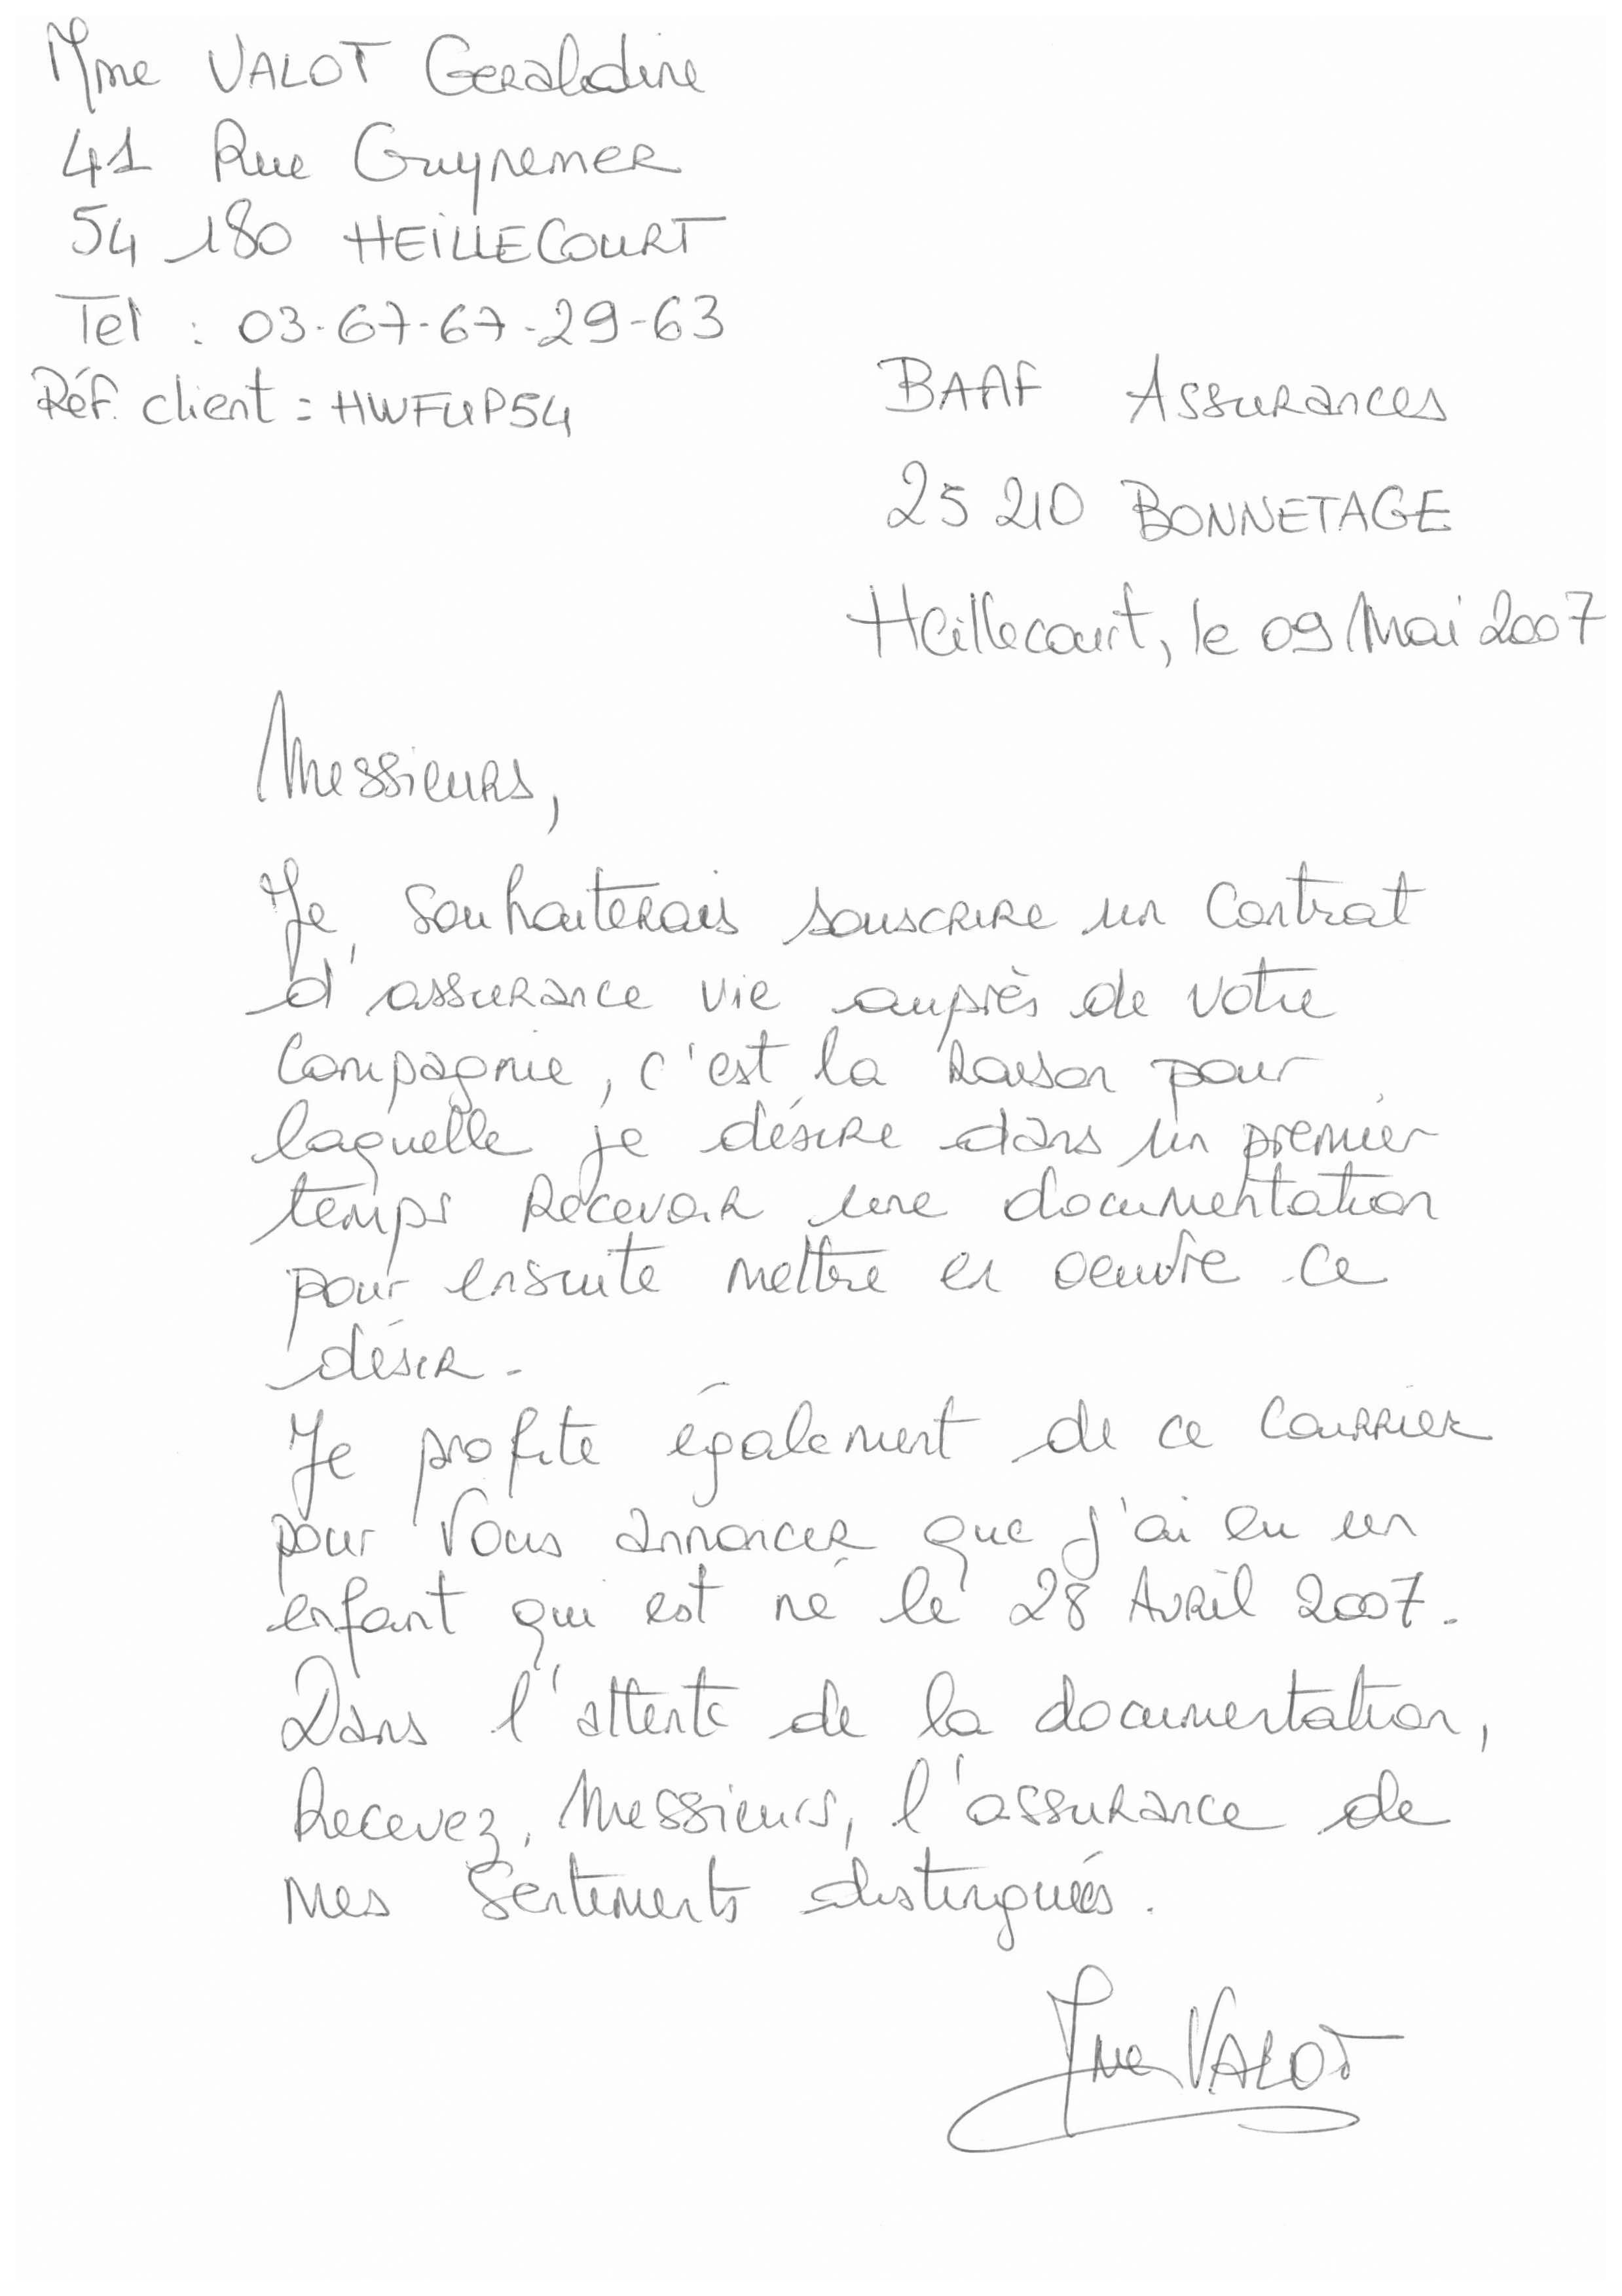 Mme VALOT Geraldine
41 Rue Guynemer
54 180 HEILLECOURT
Tel : 03-67-67-29-63
Réf. client : HWFUP54
BAAF Assurances
25 210 BONNETAGE
Heillecourt, le 09 Mai 2007
Messieurs,
Je souhaiterais souscrire un contrat
d'assurance vie auprès de votre
Compagnie, c'est la raison pour
laquelle je désire dans un premier
temps recevoir une documentation
pour ensuite mettre en oeuvre ce
désir.
Je profite également de ce courrier
pour vous annoncer que j'ai eu un
enfant qui est né le 28 Avril 2007.
Dans l'attente de la documentation,
Recevez, Messieurs, l'assurance de
mes sentiments distingués.
Mme VALOT